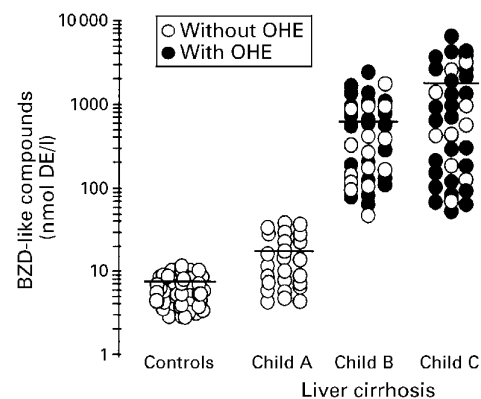 10 000
Without OHE
With OHE
1000
100
10
1
BZD-like compounds
(nmol DE/l)
Controls
Child A
Child B
Child C
Liver cirrhosis